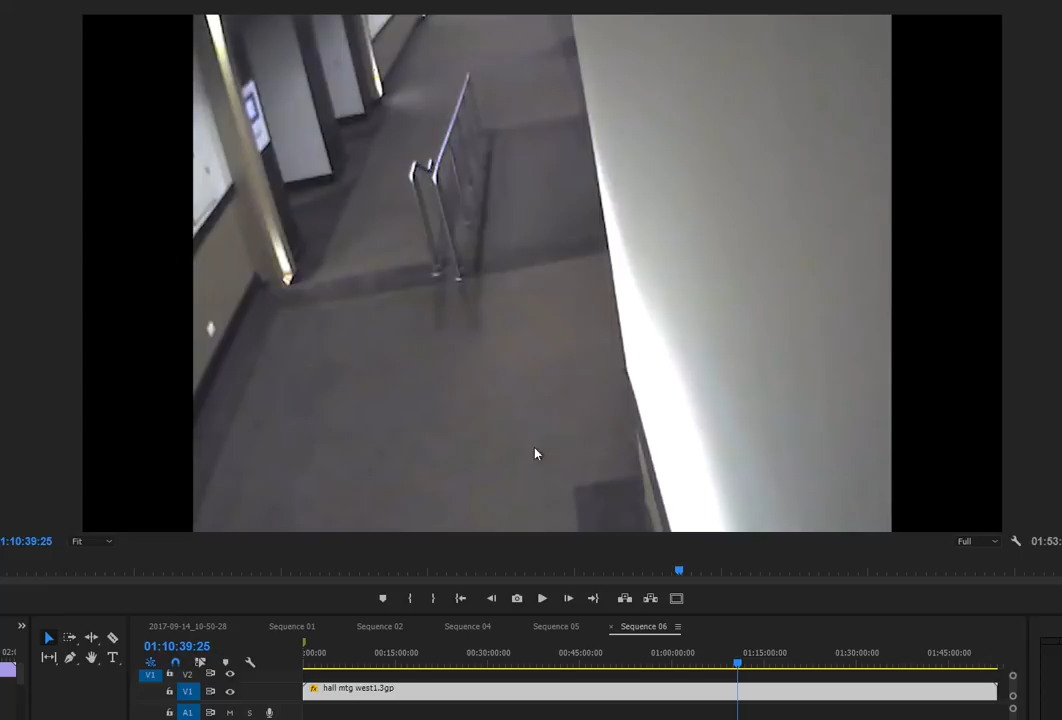 1:10:39:25 Fit Full 01:53:
2017-09-14_10-50-28 Sequence 01 Sequence 02 Sequence 04 Sequence 05 × Sequence 06
02:0 01:10:39:25
:00:00 00:15:00:00 00:30:00:00 00:45:00:00 01:00:00:00 01:15:00:00 01:30:00:00 01:45:00:00
V1 V2
V1 fx hall mtg west1.3gp
A1 M S